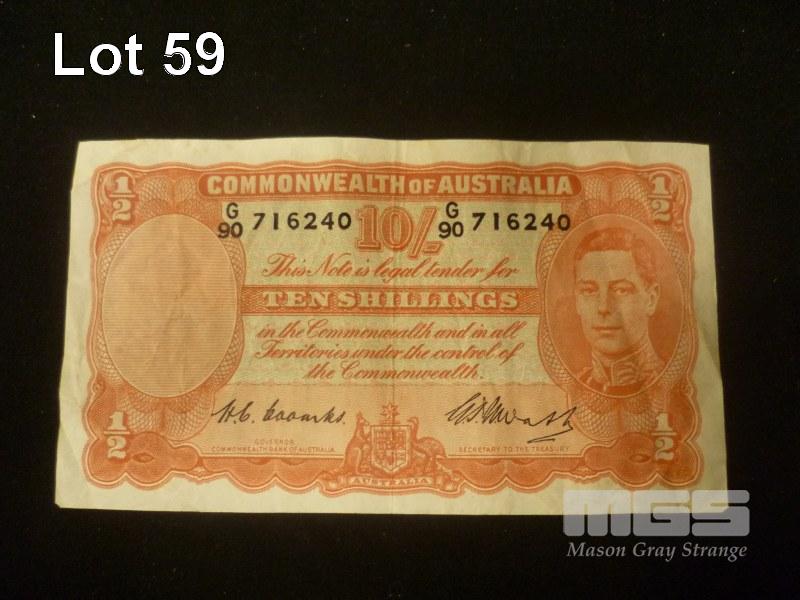 Lot 59
1/2 COMMONWEALTH OF AUSTRALIA 1/2
G/90 716240 10/- G/90 716240
This Note is legal tender for
TEN SHILLINGS
in the Commonwealth and in all
Territories under the control of
the Commonwealth.
1/2 H.C. Coombs. 1/2
GOVERNOR
COMMONWEALTH BANK OF AUSTRALIA.
SECRETARY TO THE TREASURY
AUSTRALIA
MGS
Mason Gray Strange